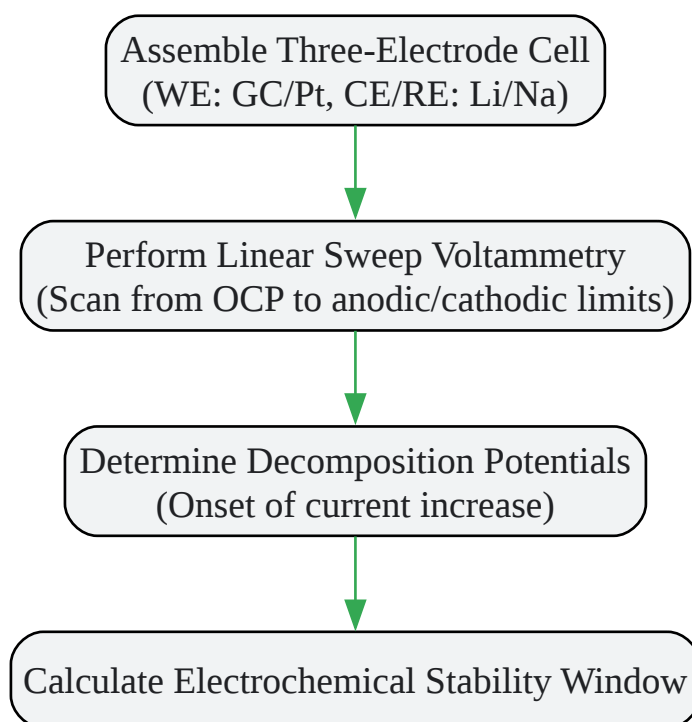 Assemble Three-Electrode Cell
(WE: GC/Pt, CE/RE: Li/Na)
Perform Linear Sweep Voltammetry
(Scan from OCP to anodic/cathodic limits)
Determine Decomposition Potentials
(Onset of current increase)
Calculate Electrochemical Stability Window